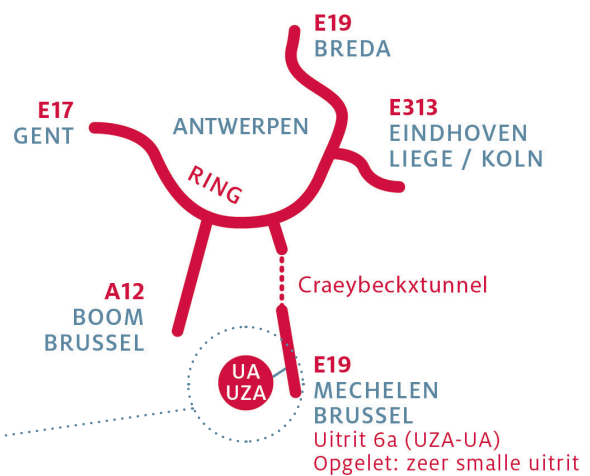 E19
BREDA
E17
GENT
ANTWERPEN
E313
EINDHOVEN
LIEGE / KOLN
RING
Craeybeckxtunnel
A12
BOOM
BRUSSEL
UA
UZA
E19
MECHELEN
BRUSSEL
Uitrit 6a (UZA-UA)
Opgelet: zeer smalle uitrit